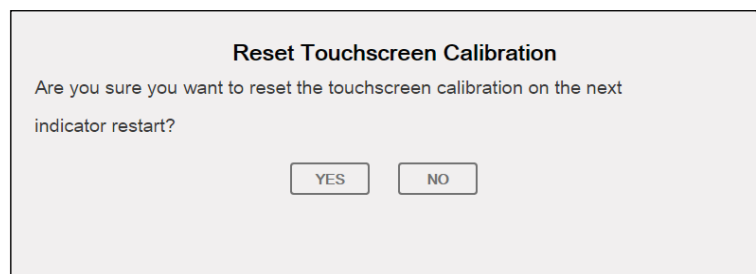 Reset Touchscreen Calibration
Are you sure you want to reset the touchscreen calibration on the next
indicator restart?
YES NO